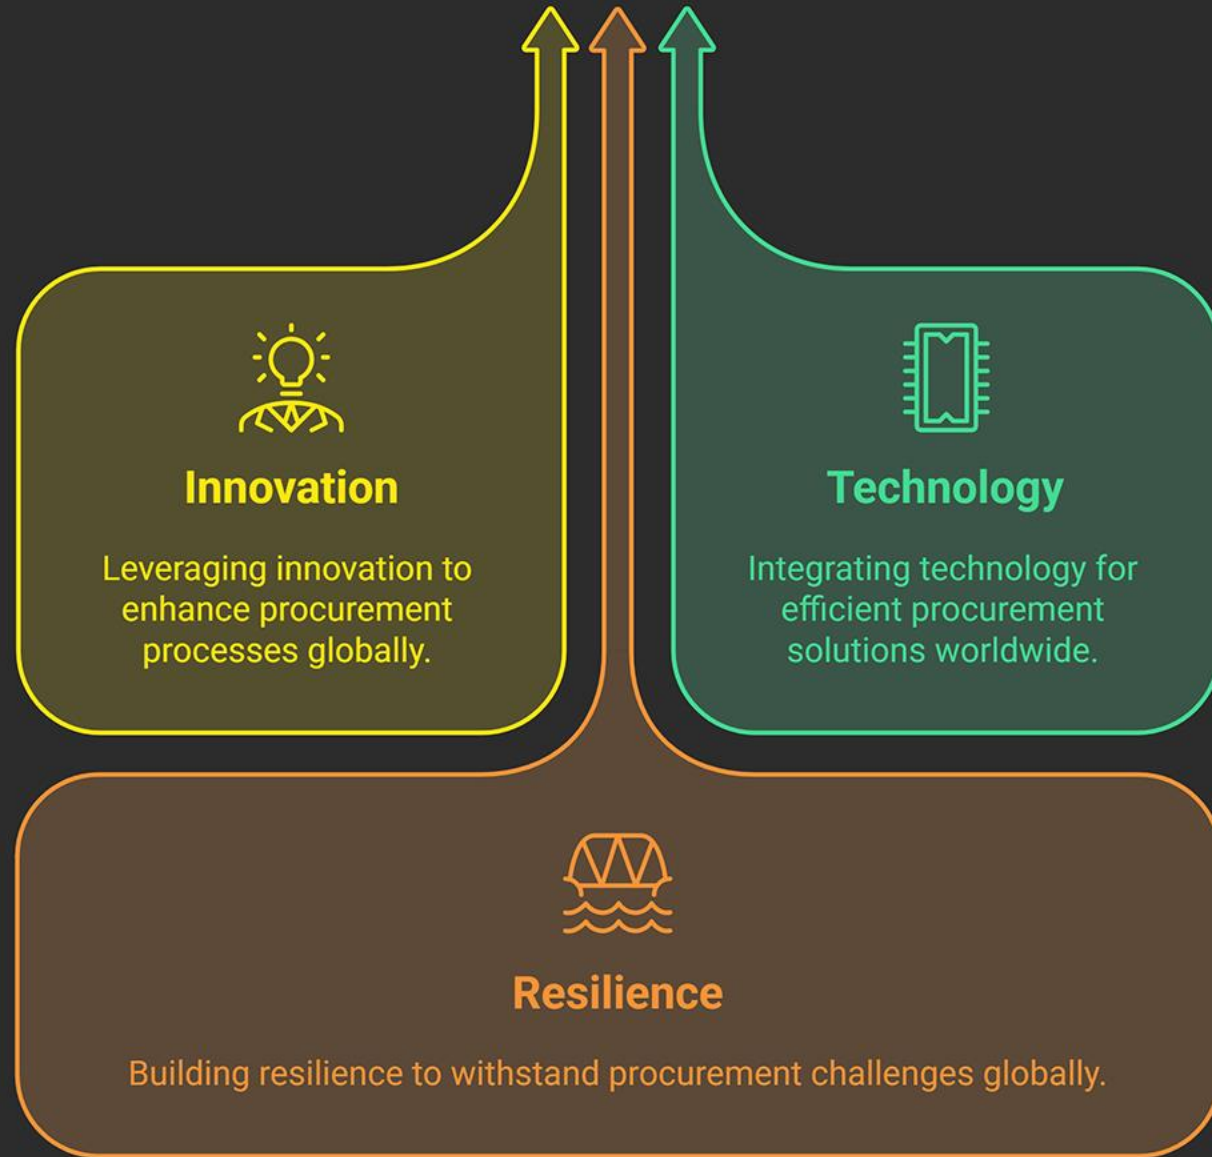 Innovation
Leveraging innovation to
enhance procurement
processes globally.
Technology
Integrating technology for
efficient procurement
solutions worldwide.
Resilience
Building resilience to withstand procurement challenges globally.